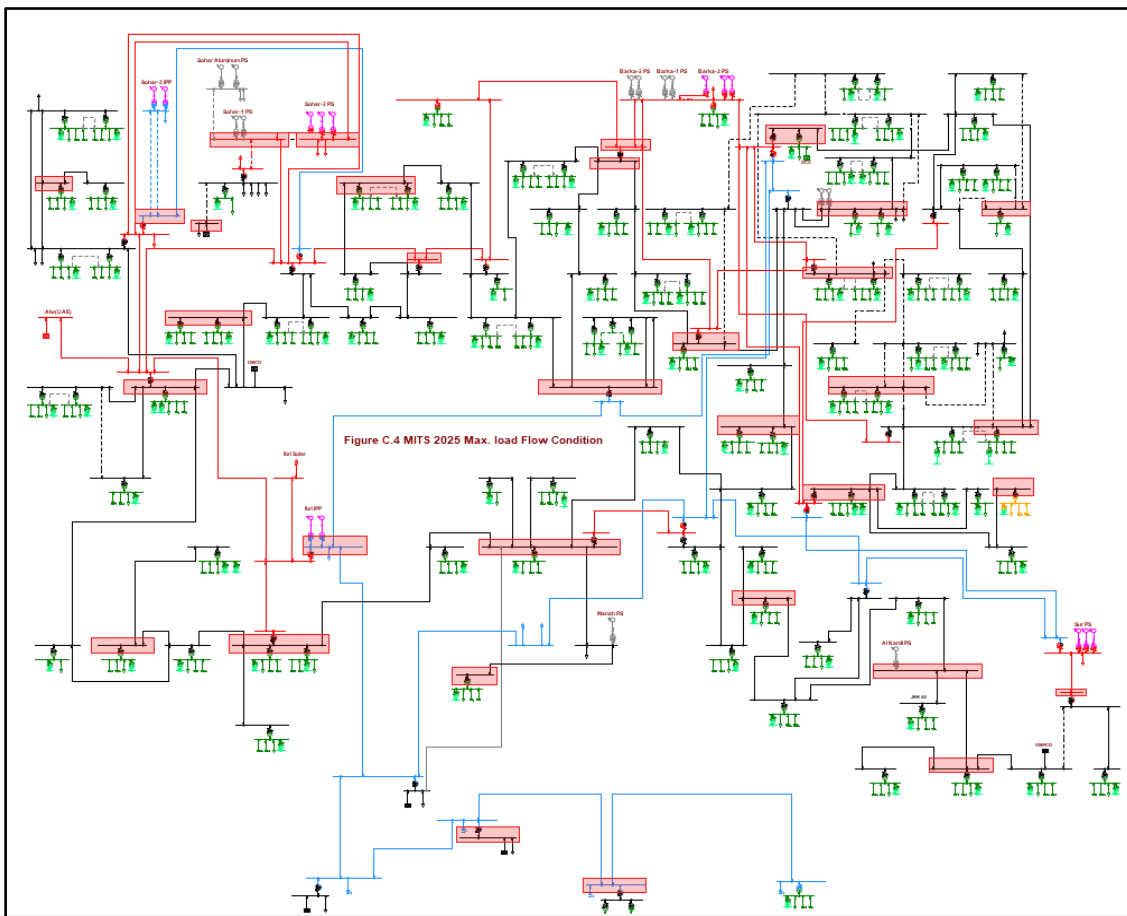 Sohar Aluminum PS
Sohar-3 IPP
Sohar-1 PS
Sohar-2 PS
Barka-2 PS
Barka-1 PS
Barka-3 PS
Alwa(UAE)
OMCO
Figure C.4 MITS 2025 Max. load Flow Condition
Ibri Solar
Ibri IPP
Manah PS
Al Kamil PS
Sur PS